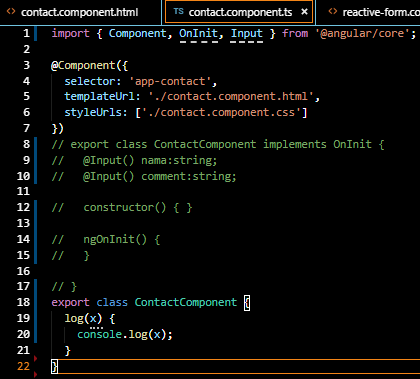 <> contact.component.html TS contact.component.ts × <> reactive-form.co
1 import { Component, OnInit, Input } from '@angular/core';
2
3 @Component({
4 selector: 'app-contact',
5 templateUrl: './contact.component.html',
6 styleUrls: ['./contact.component.css']
7 })
8 // export class ContactComponent implements OnInit {
9 // @Input() nama:string;
10 // @Input() comment:string;
11
12 // constructor() { }
13
14 // ngOnInit() {
15 // }
16
17 // }
18 export class ContactComponent {
19 log(x) {
20 console.log(x);
21 }
22 }